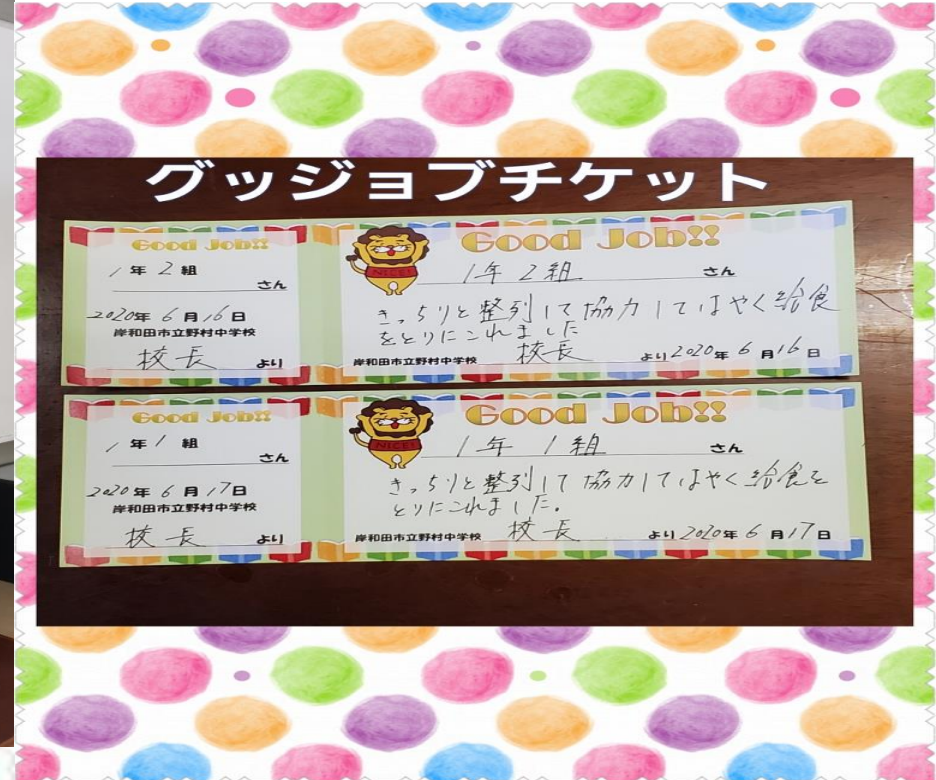 グッジョブチケット
Good Job!!
1年 2組
さん
2020年 6月16日
岸和田市立野村中学校
校長 より
Good Job!!
NICE!
1年 2組 さん
きっちりと整列して協力してはやく給食
をとりにこれました
岸和田市立野村中学校 校長 より 2020年 6月16日
Good Job!!
1年 1組
さん
2020年 6月17日
岸和田市立野村中学校
校長 より
Good Job!!
NICE!
1年 1組 さん
きっちりと整列して協力してはやく給食を
とりにこれました。
岸和田市立野村中学校 校長 より 2020年 6月17日